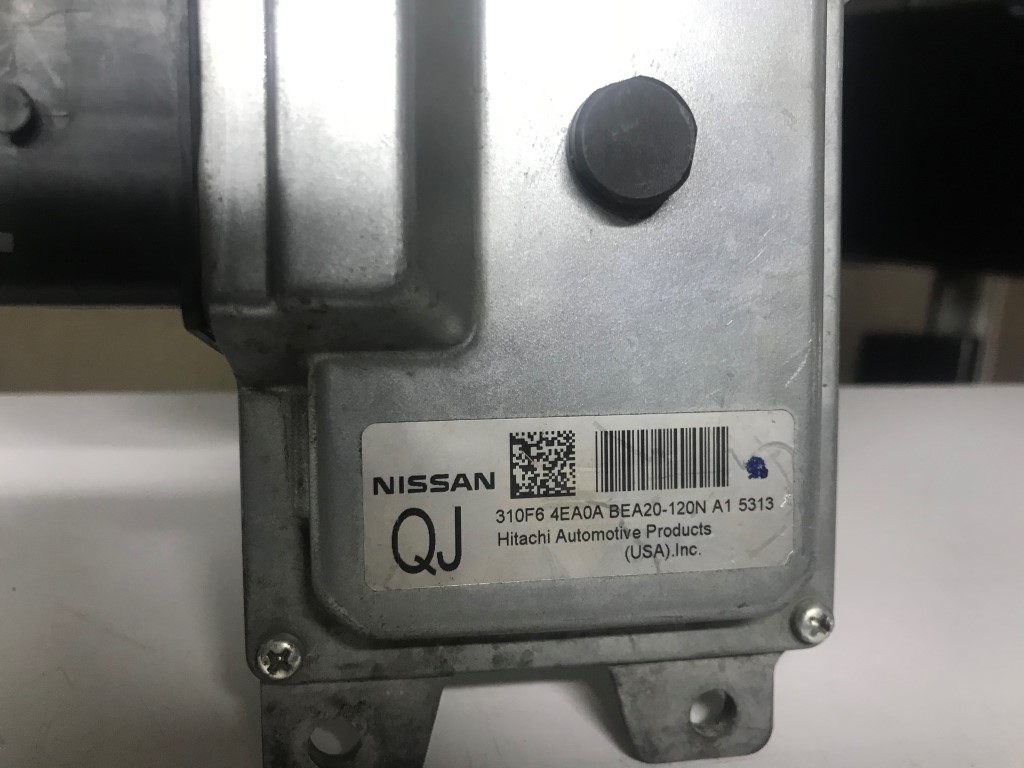 NISSAN
QJ
310F6 4EA0A BEA20-120N A1 5313
Hitachi Automotive Products
(USA).Inc.